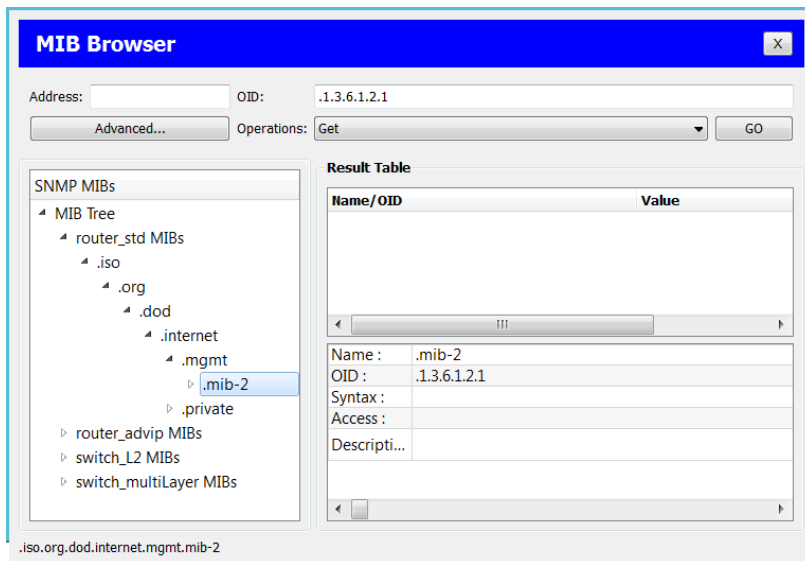 MIB Browser
X
Address:
OID:
.1.3.6.1.2.1
Advanced...
Operations:
Get
GO
SNMP MIBs
MIB Tree
router_std MIBs
.iso
.org
.dod
.internet
.mgmt
.mib-2
.private
router_advip MIBs
switch_L2 MIBs
switch_multiLayer MIBs
Result Table
Name/OID Value
Name : .mib-2
OID : .1.3.6.1.2.1
Syntax :
Access :
Descripti...
.iso.org.dod.internet.mgmt.mib-2